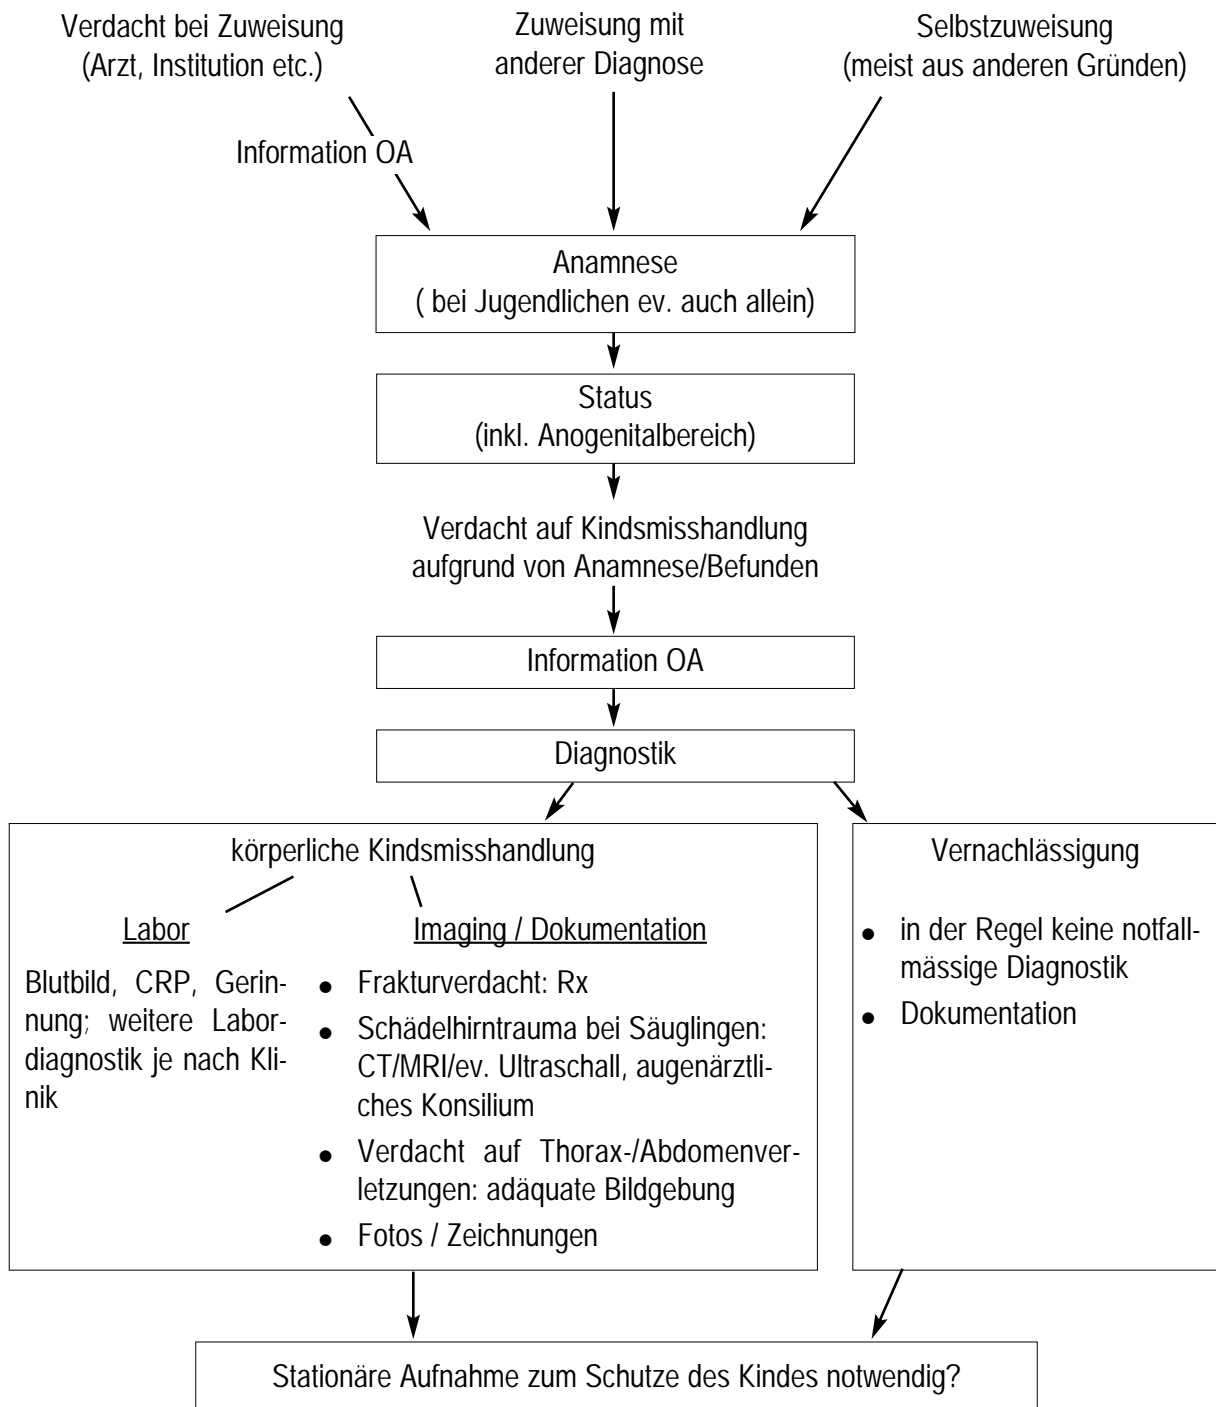 Verdacht bei Zuweisung
(Arzt, Institution etc.)
Zuweisung mit
anderer Diagnose
Selbstzuweisung
(meist aus anderen Gründen)
Information OA
Anamnese
( bei Jugendlichen ev. auch allein)
Status
(inkl. Anogenitalbereich)
Verdacht auf Kindsmisshandlung
aufgrund von Anamnese/Befunden
Information OA
Diagnostik
körperliche Kindsmisshandlung
Labor
Blutbild, CRP, Gerin-
nung; weitere Labor-
diagnostik je nach Kli-
nik
Imaging / Dokumentation
● Frakturverdacht: Rx
● Schädelhirntrauma bei Säuglingen:
CT/MRI/ev. Ultraschall, augenärztli-
ches Konsilium
● Verdacht auf Thorax-/Abdomenver-
letzungen: adäquate Bildgebung
● Fotos / Zeichnungen
Vernachlässigung
● in der Regel keine notfall-
mässige Diagnostik
● Dokumentation
Stationäre Aufnahme zum Schutze des Kindes notwendig?